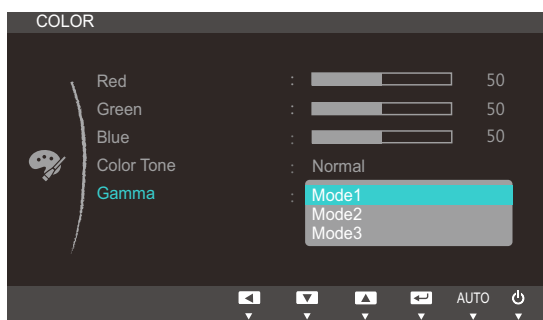 COLOR
Red : 50
Green : 50
Blue : 50
Color Tone : Normal
Gamma : Mode1
Mode2
Mode3
AUTO